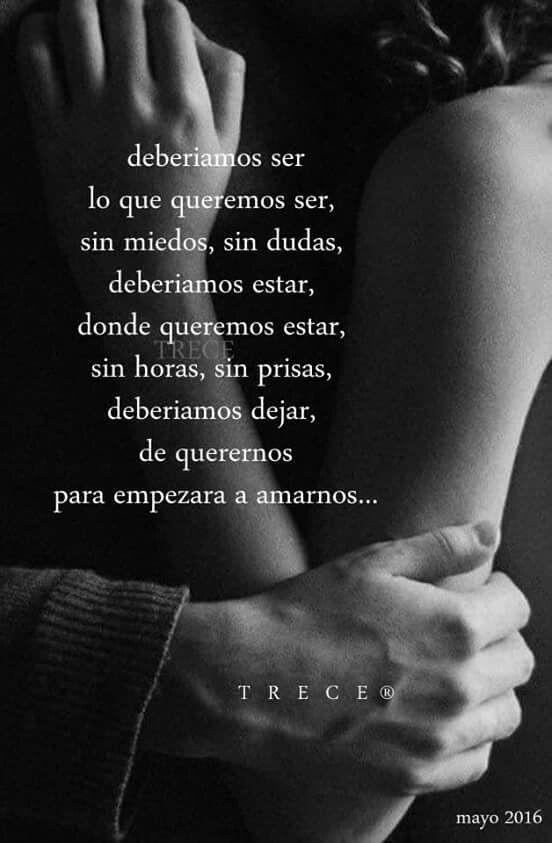 deberiamos ser
lo que queremos ser,
sin miedos, sin dudas,
deberiamos estar,
donde queremos estar,
TRECE
sin horas, sin prisas,
deberiamos dejar,
de querernos
para empezara a amarnos...
T R E C E ®
mayo 2016